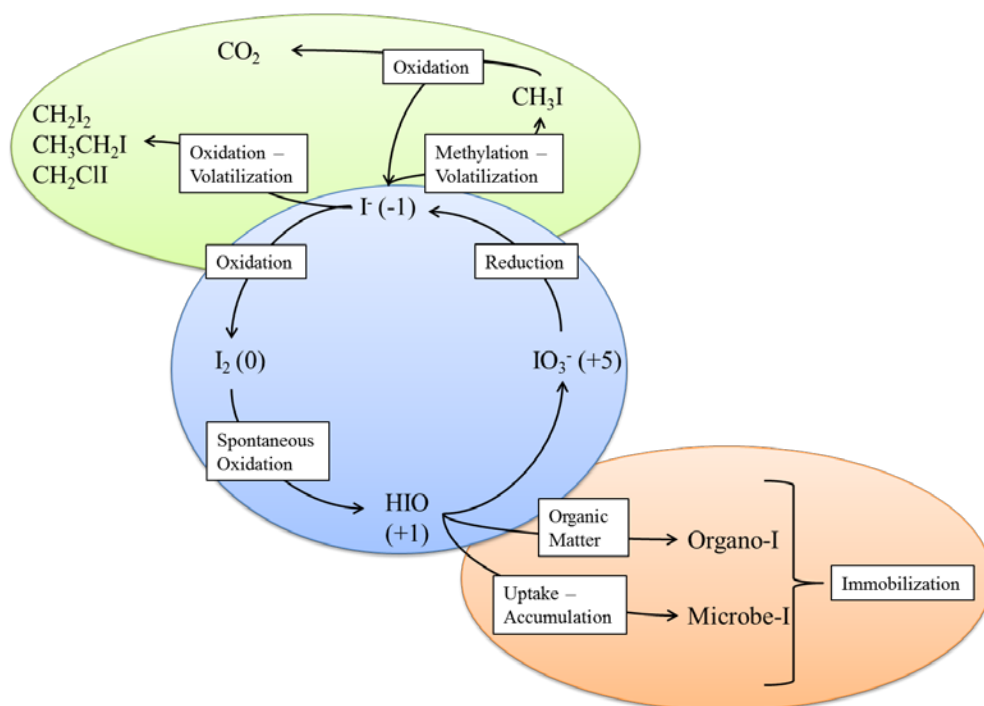 CO₂
Oxidation
CH₃I
CH₂I₂
CH₃CH₂I
CH₂ClI
Oxidation –
Volatilization
Methylation –
Volatilization
I⁻ (-1)
Oxidation
Reduction
I₂ (0)
IO₃⁻ (+5)
Spontaneous
Oxidation
HIO
(+1)
Organic
Matter
Organo-I
Immobilization
Uptake –
Accumulation
Microbe-I